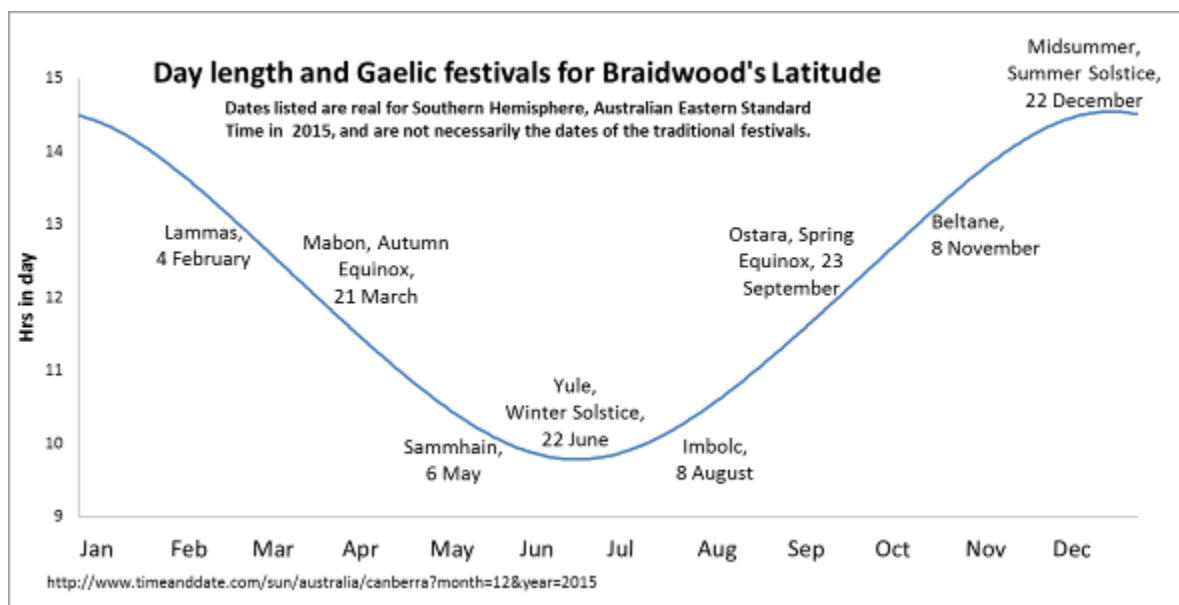 Day length and Gaelic festivals for Braidwood's Latitude
Dates listed are real for Southern Hemisphere, Australian Eastern Standard
Time in 2015, and are not necessarily the dates of the traditional festivals.
Midsummer,
Summer Solstice,
22 December
Hrs in day
15
14
13
12
11
10
9
Lammas,
4 February
Mabon, Autumn
Equinox,
21 March
Sammhain,
6 May
Yule,
Winter Solstice,
22 June
Imbolc,
8 August
Ostara, Spring
Equinox, 23
September
Beltane,
8 November
Jan Feb Mar Apr May Jun Jul Aug Sep Oct Nov Dec
http://www.timeanddate.com/sun/australia/canberra?month=12&year=2015